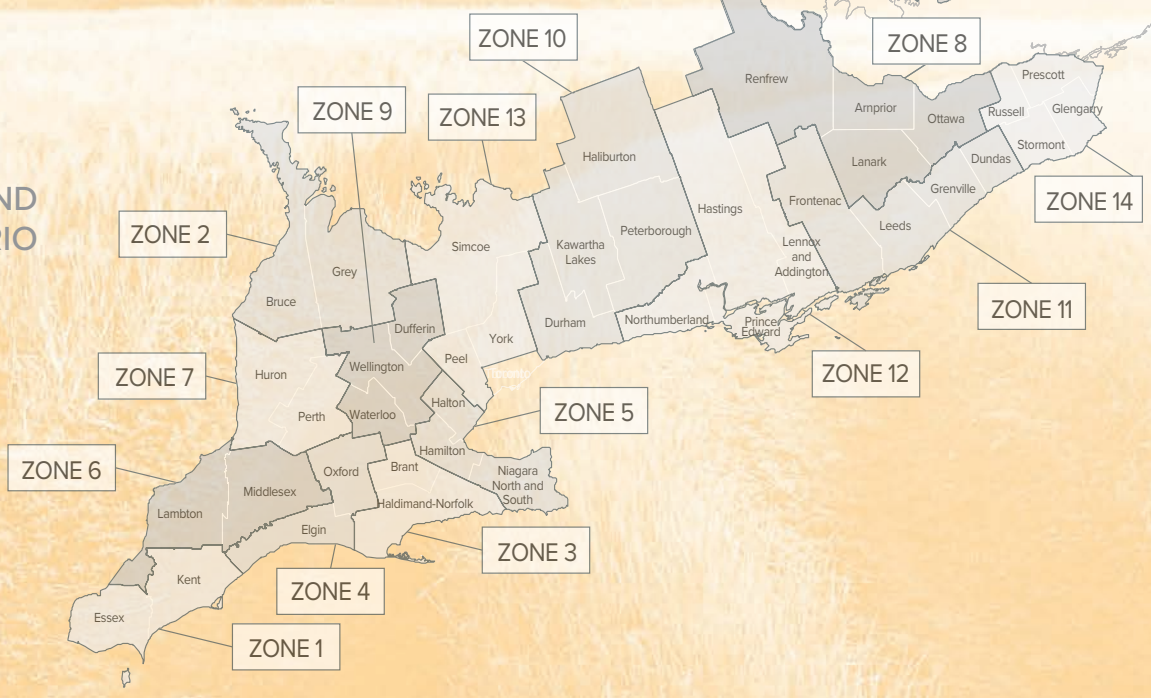 ZONE 10
ZONE 8
ZONE 9
ZONE 13
ZONE 2
ZONE 14
ZONE 11
ZONE 12
ZONE 7
ZONE 5
ZONE 6
ZONE 3
ZONE 4
ZONE 1
ND
RIO
Renfrew
Arnprior
Ottawa
Prescott
Russell
Glengarry
Stormont
Dundas
Lanark
Grenville
Leeds
Frontenac
Haliburton
Hastings
Peterborough
Kawartha
Lakes
Lennox
and
Addington
Simcoe
Grey
Bruce
Dufferin
Durham
Northumberland
Prince
Edward
York
Peel
Toronto
Wellington
Huron
Perth
Waterloo
Halton
Hamilton
Niagara
North and
South
Brant
Oxford
Haldimand-Norfolk
Middlesex
Lambton
Elgin
Kent
Essex